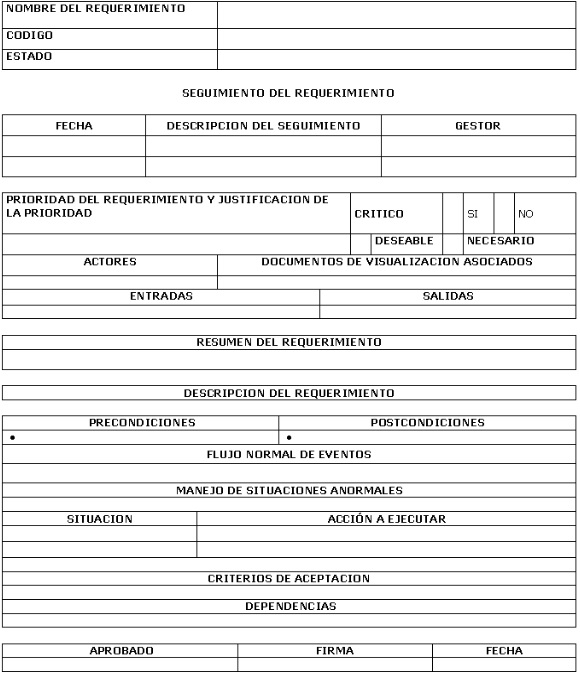 NOMBRE DEL REQUERIMIENTO
CODIGO
ESTADO
SEGUIMIENTO DEL REQUERIMIENTO
FECHA DESCRIPCION DEL SEGUIMIENTO GESTOR
PRIORIDAD DEL REQUERIMIENTO Y JUSTIFICACION DE
LA PRIORIDAD CRITICO SI NO
DESEABLE NECESARIO
ACTORES DOCUMENTOS DE VISUALIZACION ASOCIADOS
ENTRADAS SALIDAS
RESUMEN DEL REQUERIMIENTO
DESCRIPCION DEL REQUERIMIENTO
PRECONDICIONES POSTCONDICIONES
• •
FLUJO NORMAL DE EVENTOS
MANEJO DE SITUACIONES ANORMALES
SITUACION ACCIÓN A EJECUTAR
CRITERIOS DE ACEPTACION
DEPENDENCIAS
APROBADO FIRMA FECHA